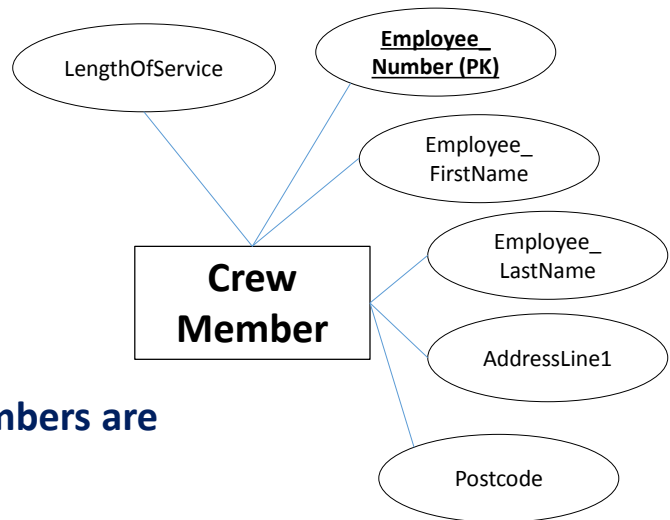 LengthOfService
Employee_
Number (PK)
Employee_
FirstName
Employee_
LastName
Crew
Member
AddressLine1
mbers are
Postcode